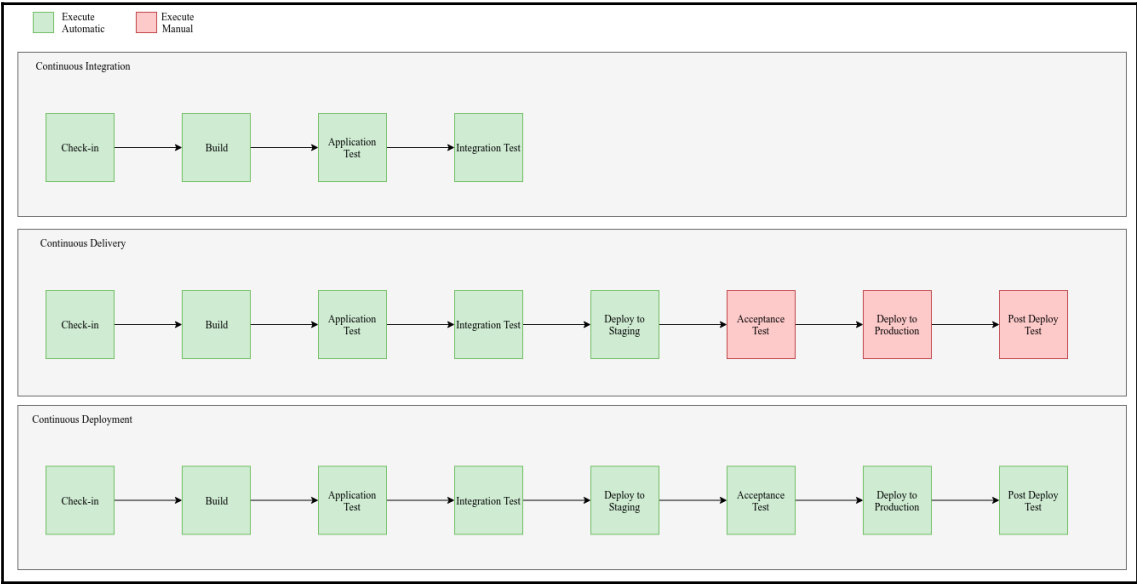 Execute
Automatic
Execute
Manual
Continuous Integration
Check-in
Build
Application
Test
Integration Test
Continuous Delivery
Check-in
Build
Application
Test
Integration Test
Deploy to
Staging
Acceptance
Test
Deploy to
Production
Post Deploy
Test
Continuous Deployment
Check-in
Build
Application
Test
Integration Test
Deploy to
Staging
Acceptance
Test
Deploy to
Production
Post Deploy
Test